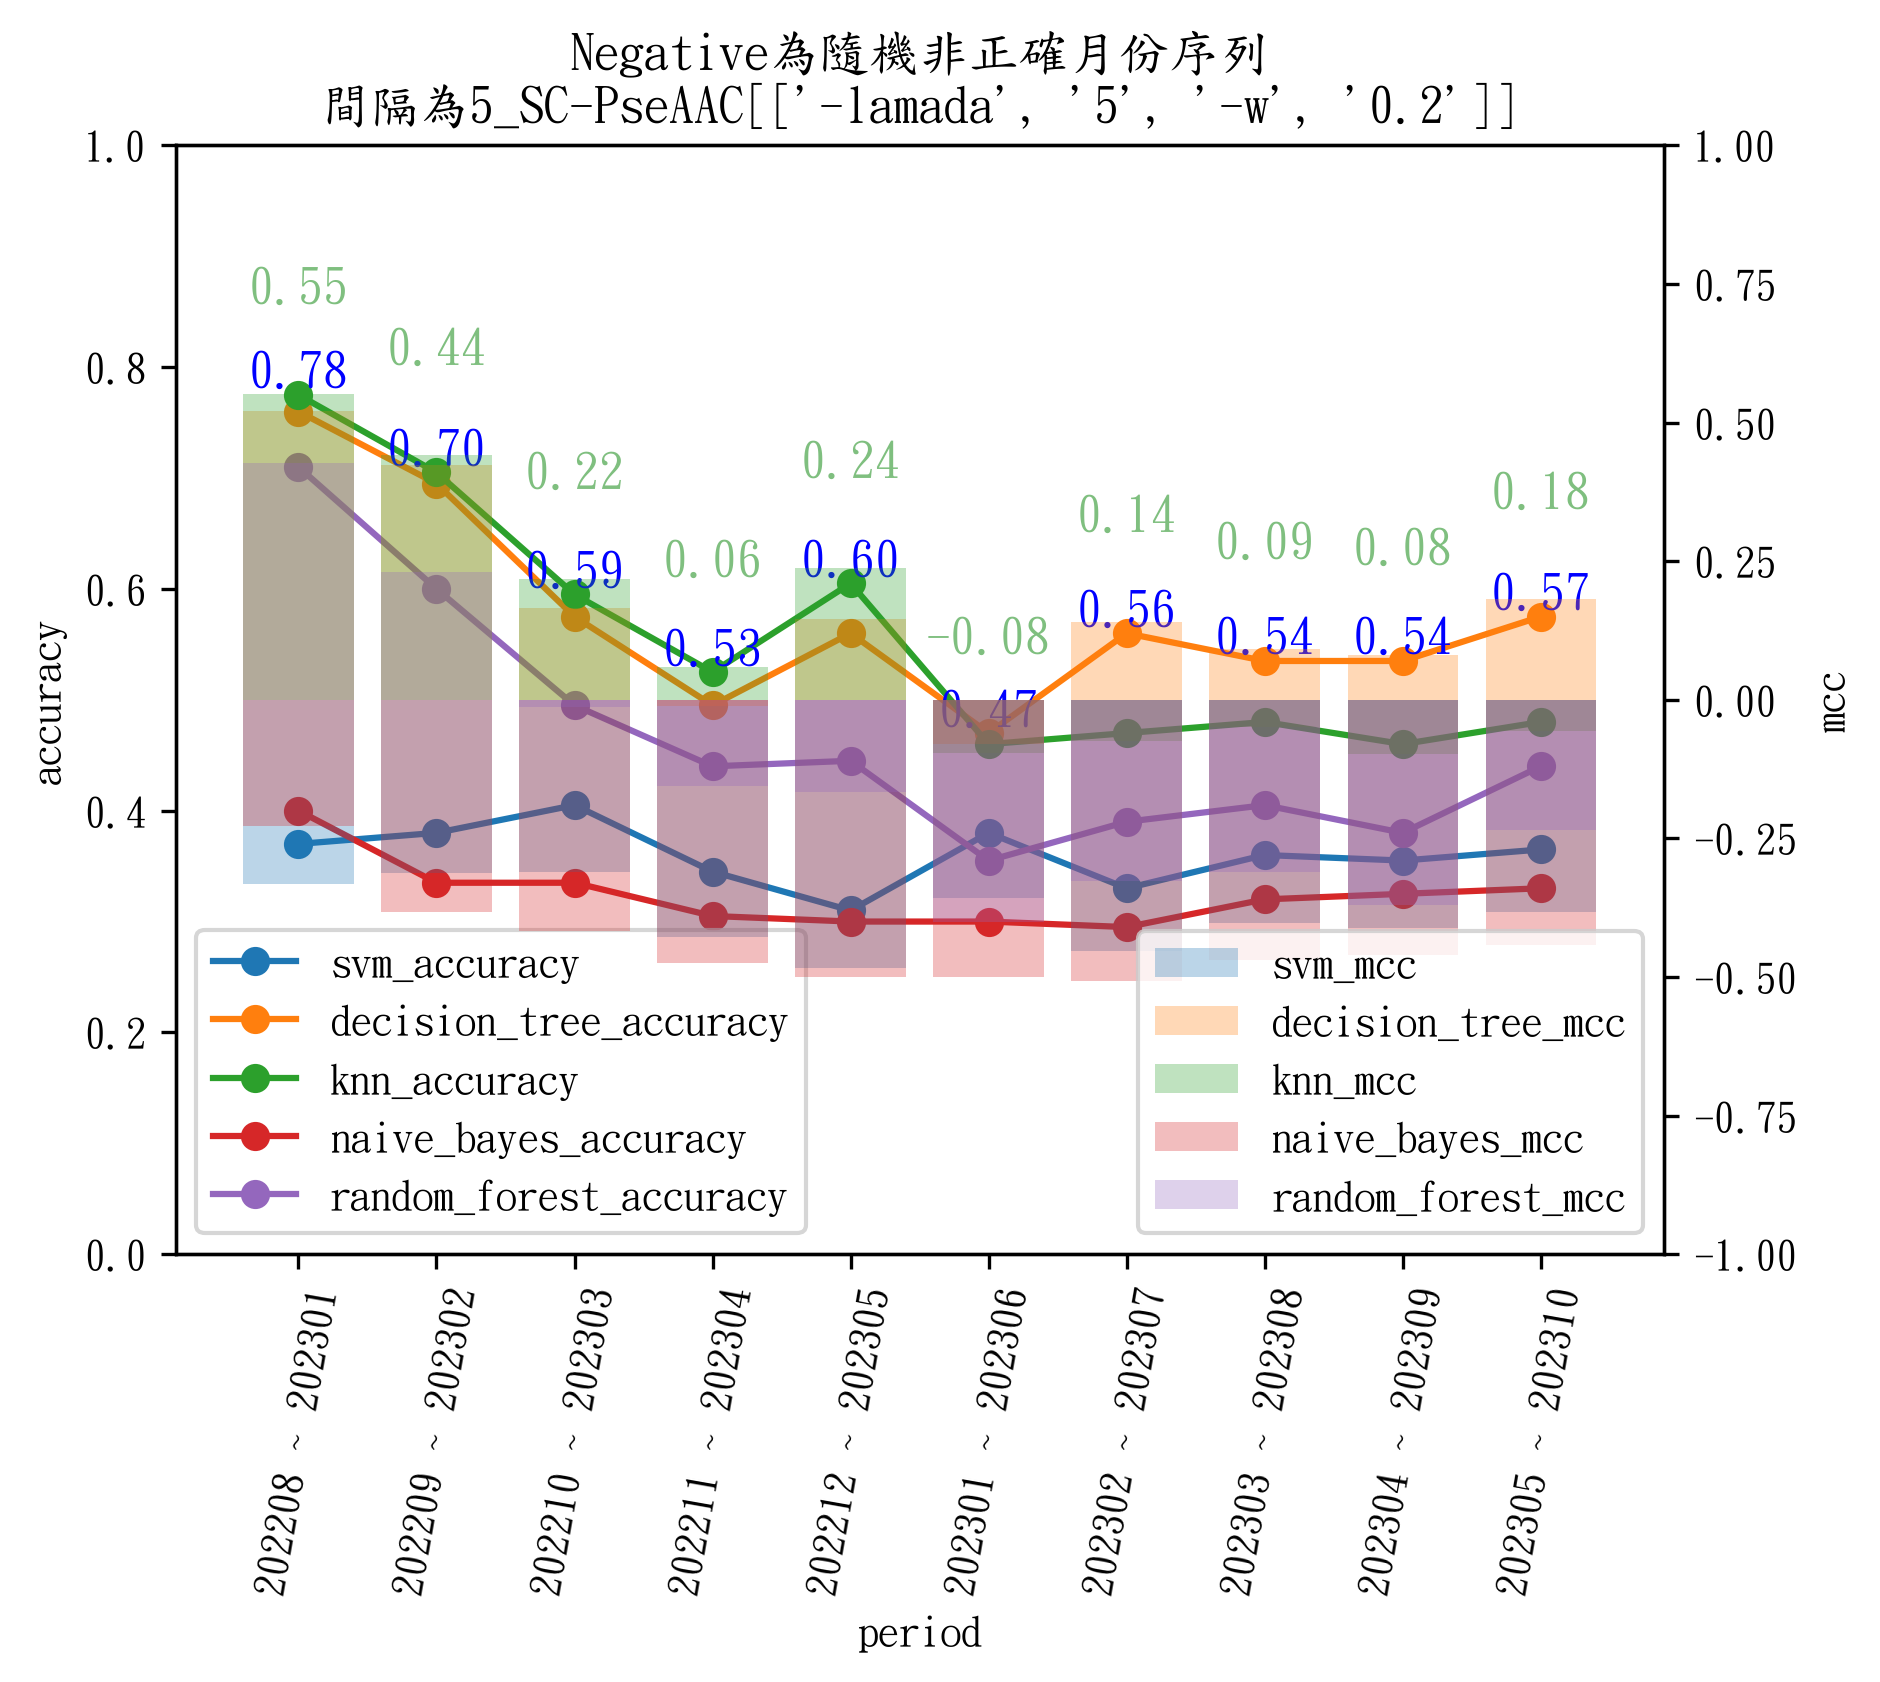 Negative為隨機非正確月份序列
間隔為5_SC-PseAAC[['-lamada', '5', '-w', '0.2']]
1.0
0.8
0.6
0.4
0.2
0.0
accuracy
1.00
0.75
0.50
0.25
0.00
-0.25
-0.50
-0.75
-1.00
mcc
0.55
0.44
0.22
0.06
0.24
-0.08
0.14
0.09
0.08
0.18
0.78
0.70
0.59
0.53
0.60
0.47
0.56
0.54
0.54
0.57
svm_accuracy
decision_tree_accuracy
knn_accuracy
naive_bayes_accuracy
random_forest_accuracy
svm_mcc
decision_tree_mcc
knn_mcc
naive_bayes_mcc
random_forest_mcc
202208 ~ 202301
202209 ~ 202302
202210 ~ 202303
202211 ~ 202304
202212 ~ 202305
202301 ~ 202306
202302 ~ 202307
202303 ~ 202308
202304 ~ 202309
202305 ~ 202310
period